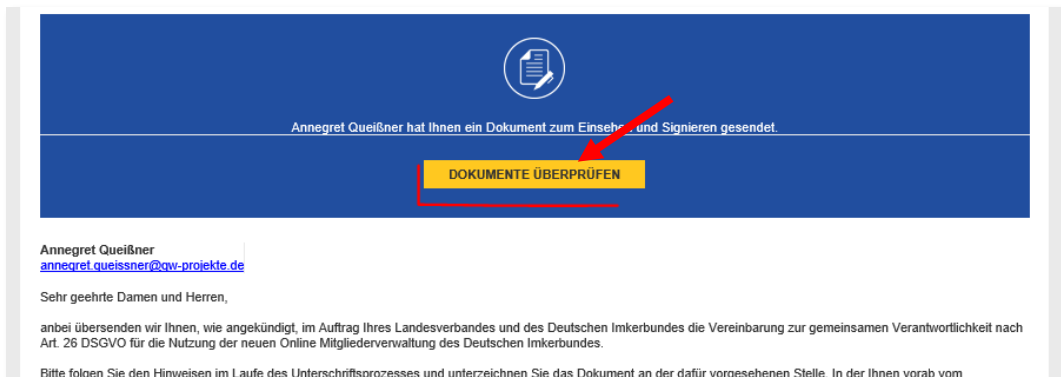 Annegret Queißner hat Ihnen ein Dokument zum Einsehen und Signieren gesendet.
DOKUMENTE ÜBERPRÜFEN
Annegret Queißner
annegret.queissner@qw-projekte.de
Sehr geehrte Damen und Herren,
anbei übersenden wir Ihnen, wie angekündigt, im Auftrag Ihres Landesverbandes und des Deutschen Imkerbundes die Vereinbarung zur gemeinsamen Verantwortlichkeit nach
Art. 26 DSGVO für die Nutzung der neuen Online Mitgliederverwaltung des Deutschen Imkerbundes.
Bitte folgen Sie den Hinweisen im Laufe des Unterschriftsprozesses und unterzeichnen Sie das Dokument an der dafür vorgesehenen Stelle. In der Ihnen vorab vom